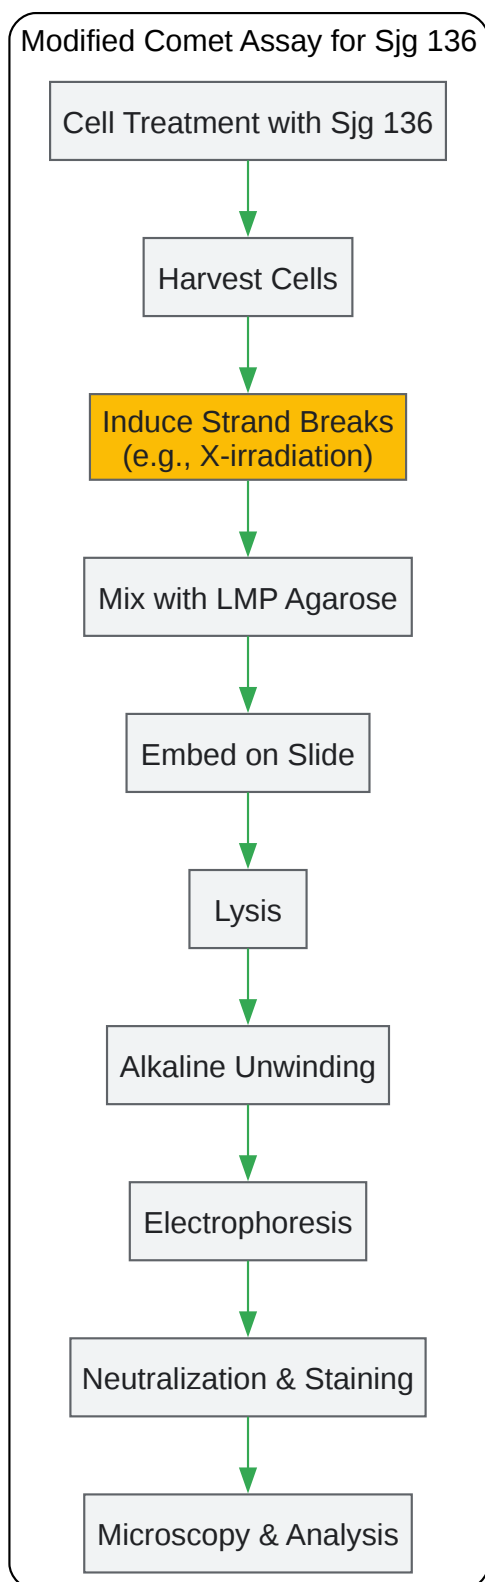 Modified Comet Assay for Sjg 136
Cell Treatment with Sjg 136
Harvest Cells
Induce Strand Breaks
(e.g., X-irradiation)
Mix with LMP Agarose
Embed on Slide
Lysis
Alkaline Unwinding
Electrophoresis
Neutralization & Staining
Microscopy & Analysis